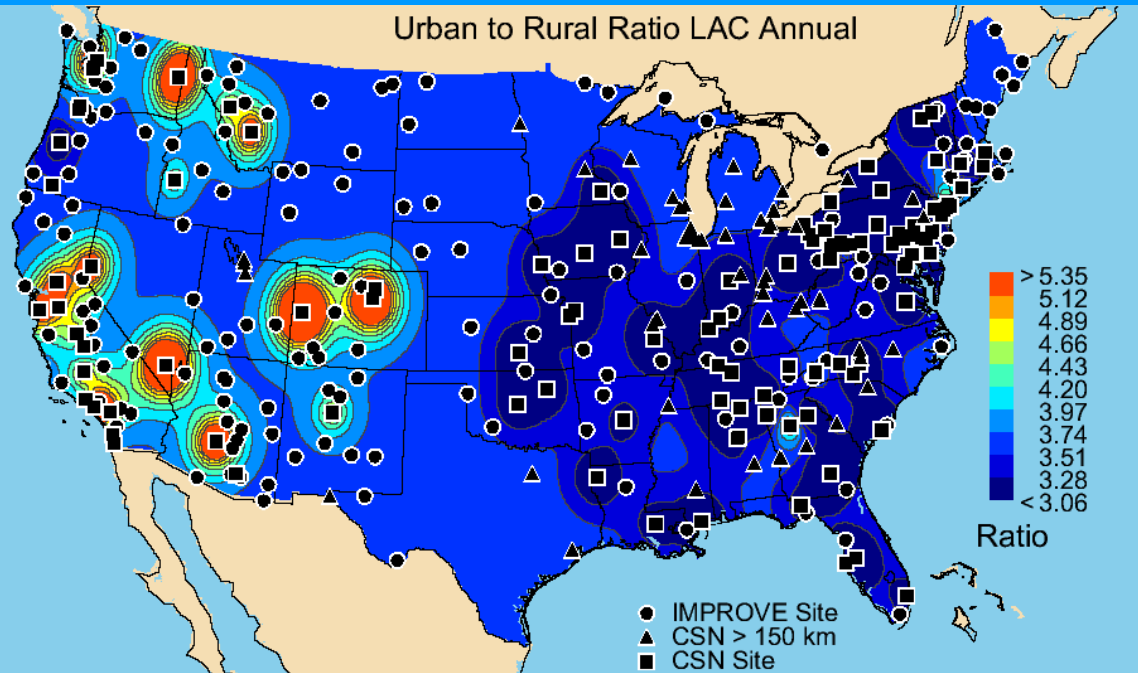 Urban to Rural Ratio LAC Annual
> 5.35
5.12
4.89
4.66
4.43
4.20
3.97
3.74
3.51
3.28
< 3.06
Ratio
IMPROVE Site
CSN > 150 km
CSN Site